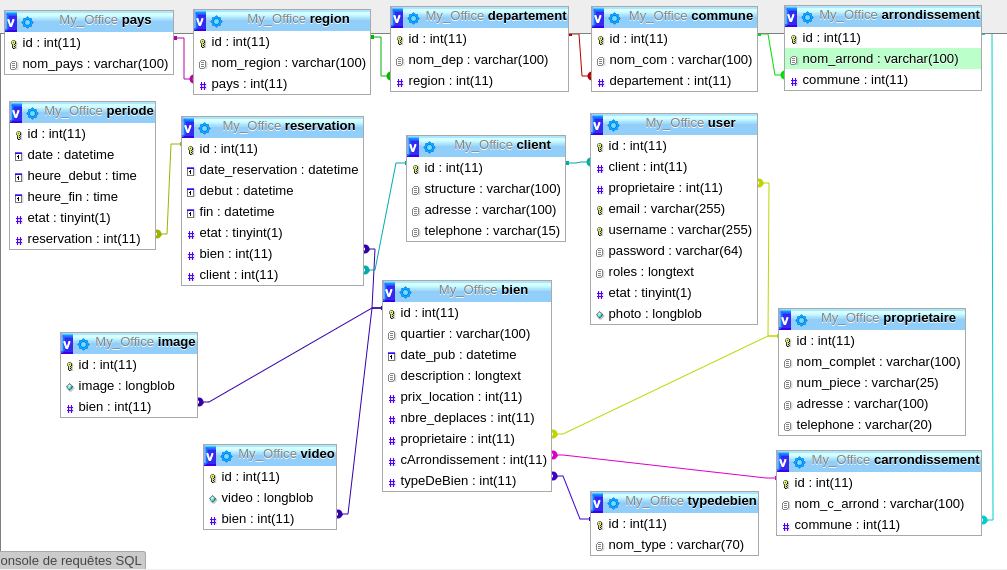 My_Office pays
id : int(11)
nom_pays : varchar(100)
My_Office region
id : int(11)
nom_region : varchar(100)
pays : int(11)
My_Office departement
id : int(11)
nom_dep : varchar(100)
region : int(11)
My_Office commune
id : int(11)
nom_com : varchar(100)
departement : int(11)
My_Office arrondissement
id : int(11)
nom_arrond : varchar(100)
commune : int(11)
My_Office periode
id : int(11)
date : datetime
heure_debut : time
heure_fin : time
etat : tinyint(1)
reservation : int(11)
My_Office reservation
id : int(11)
date_reservation : datetime
debut : datetime
fin : datetime
etat : tinyint(1)
bien : int(11)
client : int(11)
My_Office client
id : int(11)
structure : varchar(100)
adresse : varchar(100)
telephone : varchar(15)
My_Office user
id : int(11)
client : int(11)
proprietaire : int(11)
email : varchar(255)
username : varchar(255)
password : varchar(64)
roles : longtext
etat : tinyint(1)
photo : longblob
My_Office image
id : int(11)
image : longblob
bien : int(11)
My_Office bien
id : int(11)
quartier : varchar(100)
date_pub : datetime
description : longtext
prix_location : int(11)
nbre_deplaces : int(11)
proprietaire : int(11)
cArrondissement : int(11)
typeDeBien : int(11)
My_Office proprietaire
id : int(11)
nom_complet : varchar(100)
num_piece : varchar(25)
adresse : varchar(100)
telephone : varchar(20)
My_Office video
id : int(11)
video : longblob
bien : int(11)
My_Office typedebien
id : int(11)
nom_type : varchar(70)
My_Office carrondissement
id : int(11)
nom_c_arrond : varchar(100)
commune : int(11)
onsole de requêtes SQL